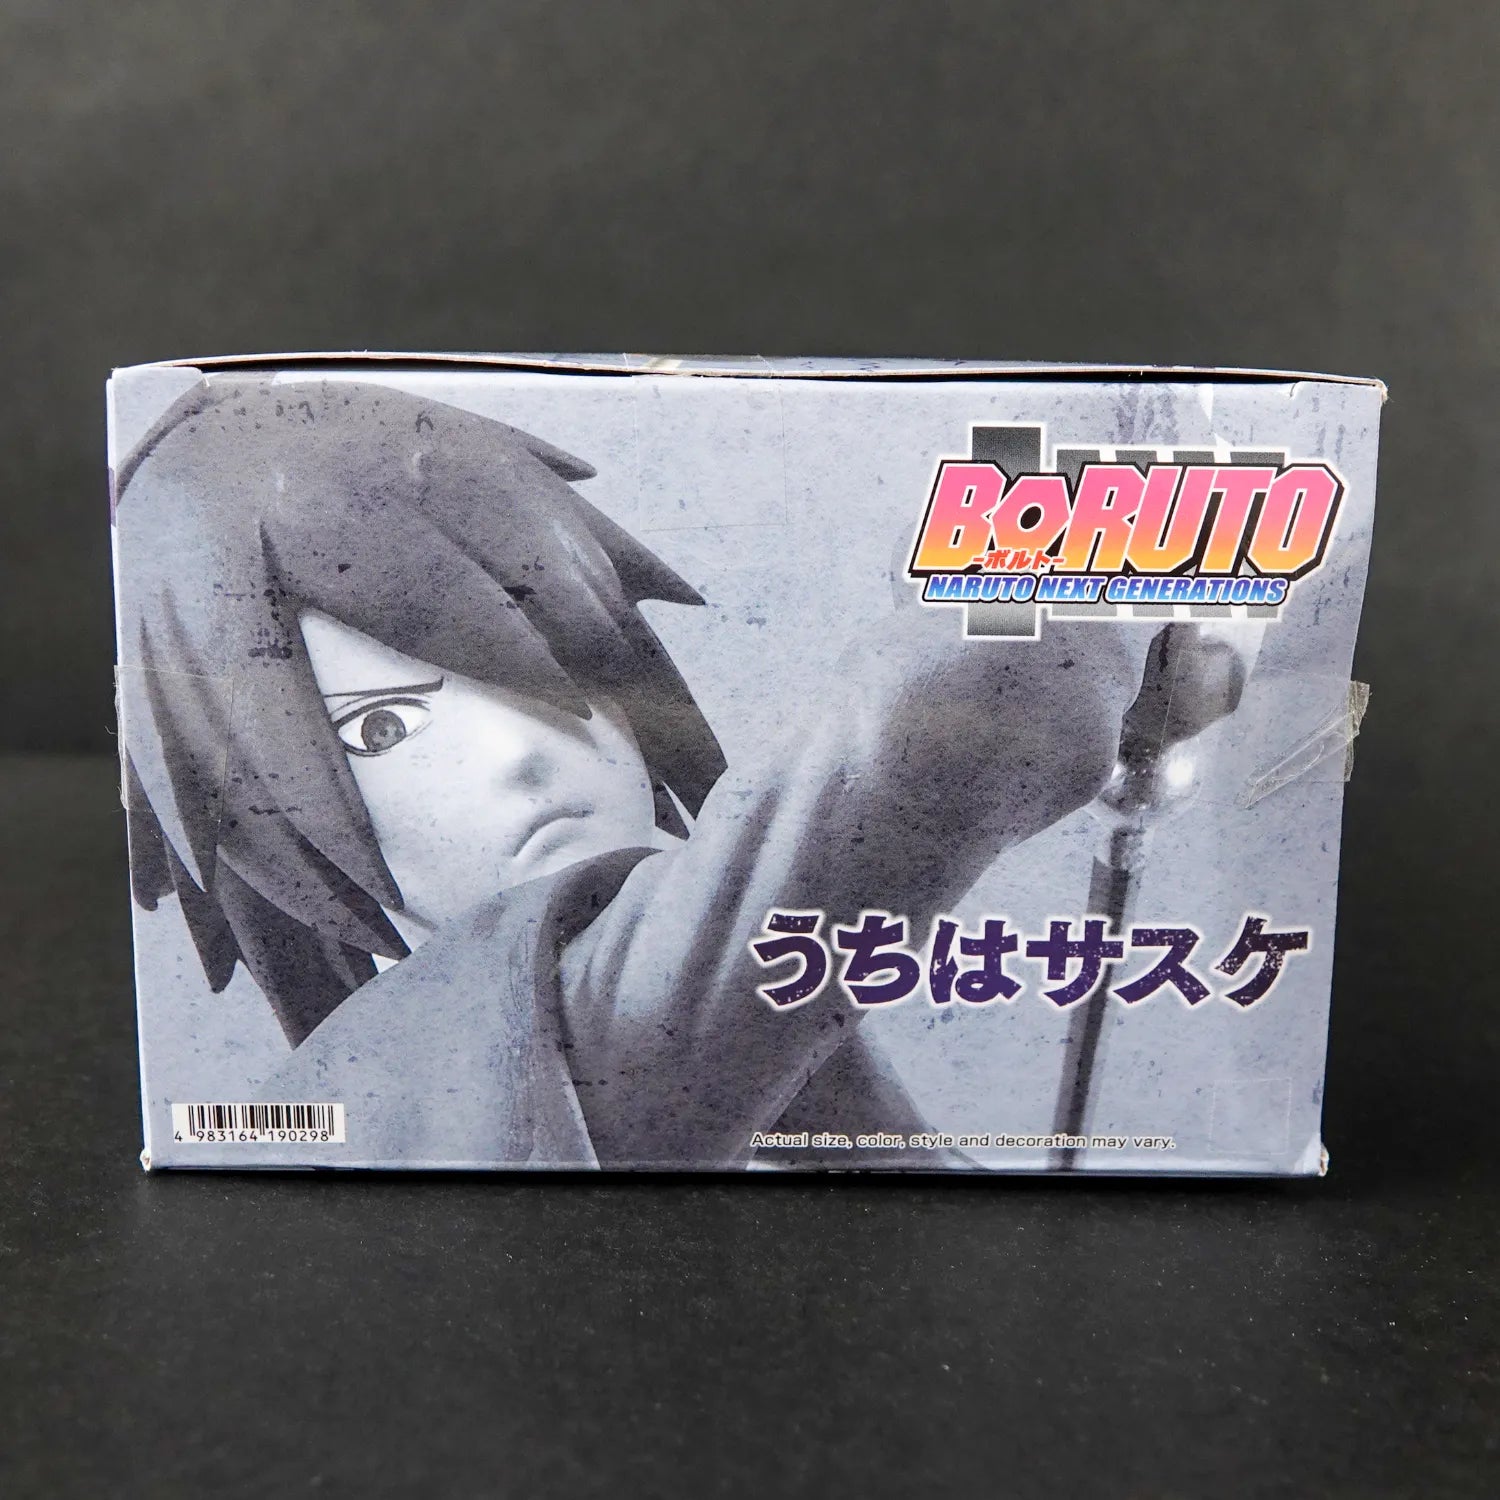 BORUTO
-ボルト-
NARUTO NEXT GENERATIONS
うちはサスケ
4 983164 190298
Actual size, color, style and decoration may vary.